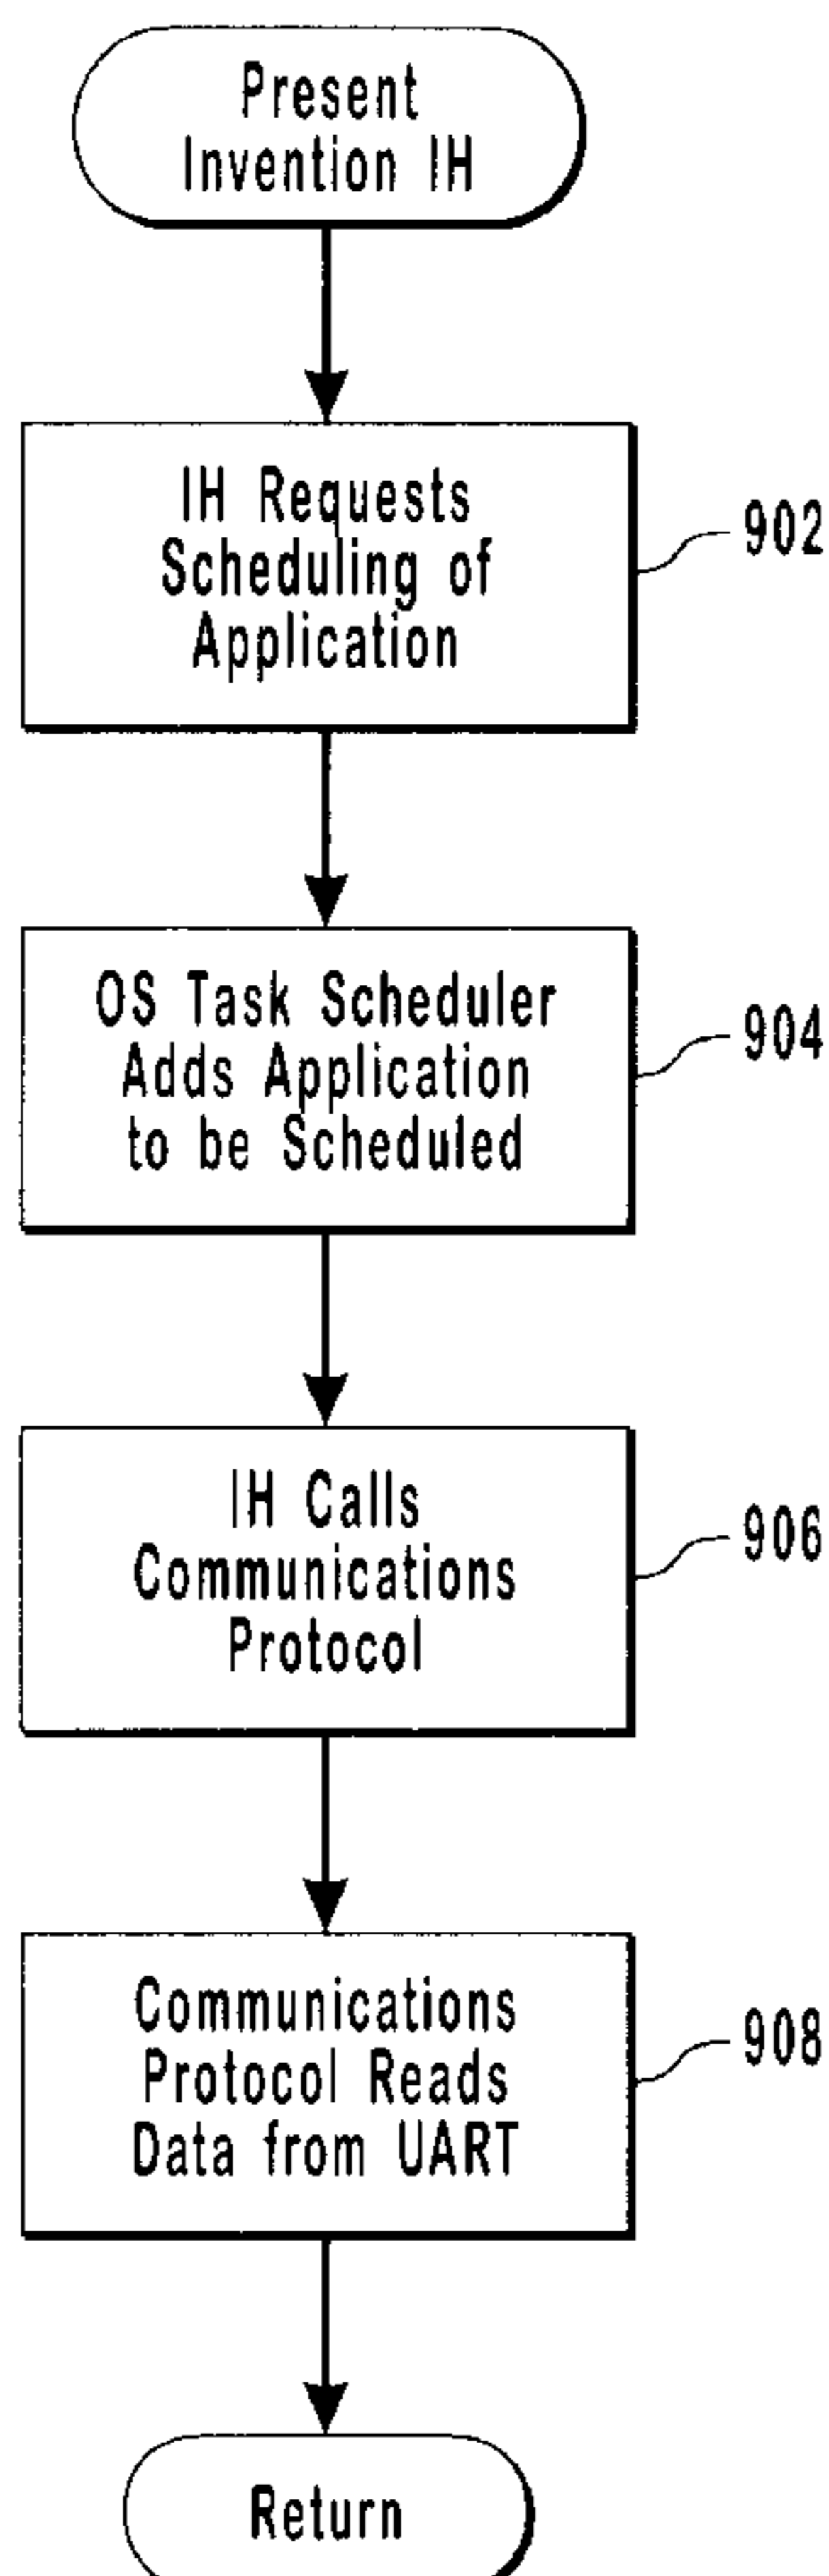 Present
Invention IH
IH Requests
Scheduling of
Application
902
OS Task Scheduler
Adds Application
to be Scheduled
904
IH Calls
Communications
Protocol
906
Communications
Protocol Reads
Data from UART
908
Return